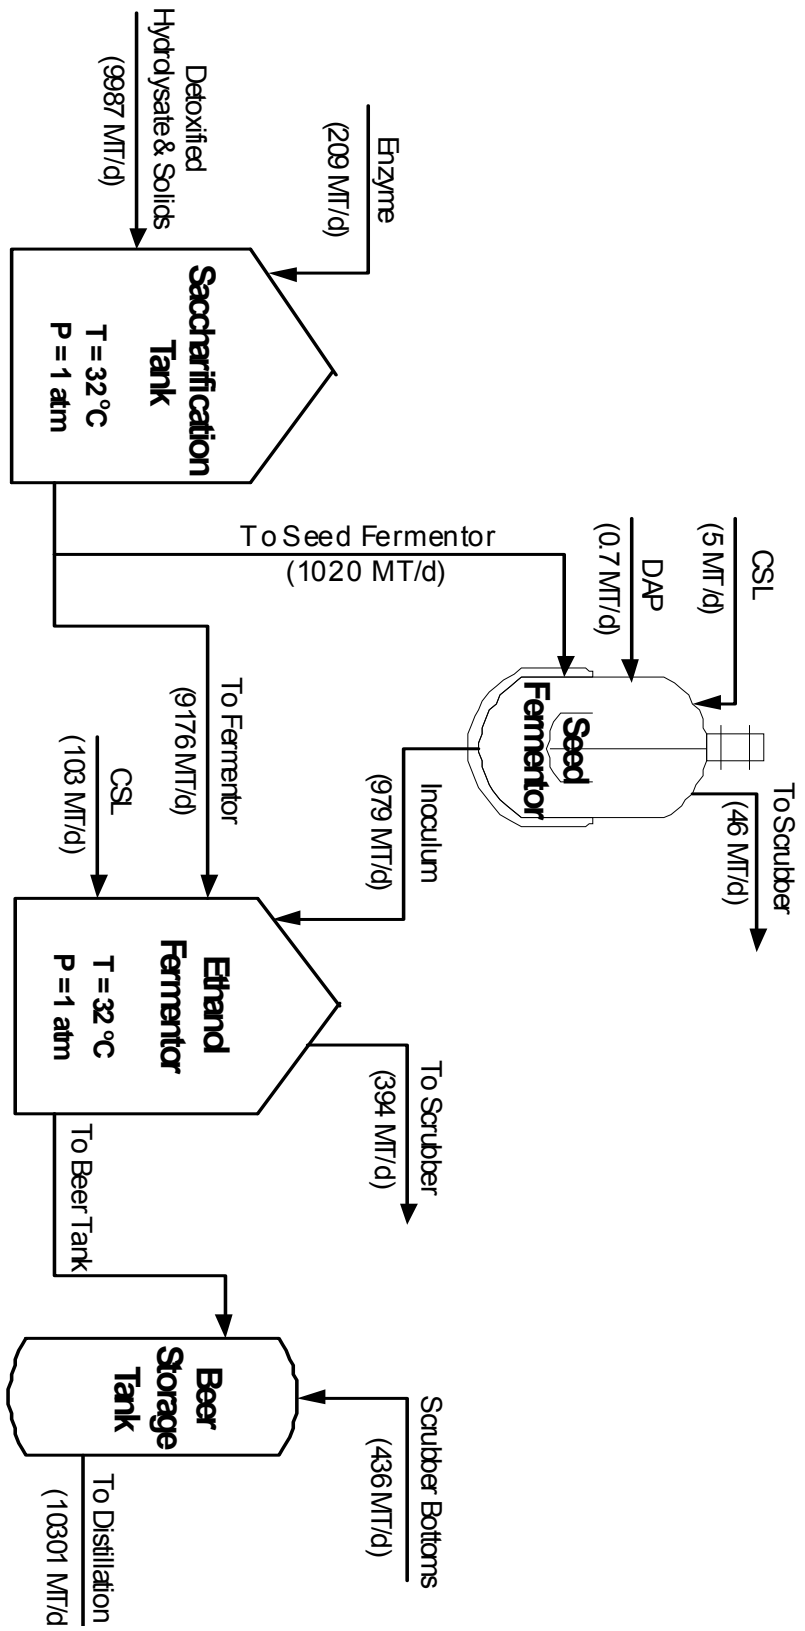 Enzyme
(209 MT/d)
Detoxified
Hydrolysate & Solids
(9987 MT/d)
Saccharification
Tank
T = 32 °C
P = 1 atm
To Seed Fermentor
(1020 MT/d)
CSL
(5 MT/d)
DAP
(0.7 MT/d)
Seed
Fermentor
To Scrubber
(46 MT/d)
Inoculum
(979 MT/d)
To Fermentor
(9176 MT/d)
CSL
(103 MT/d)
Ethanol
Fermentor
T = 32 °C
P = 1 atm
To Scrubber
(394 MT/d)
To Beer Tank
Scrubber Bottoms
(436 MT/d)
Beer
Storage
Tank
To Distillation
(10301 MT/d